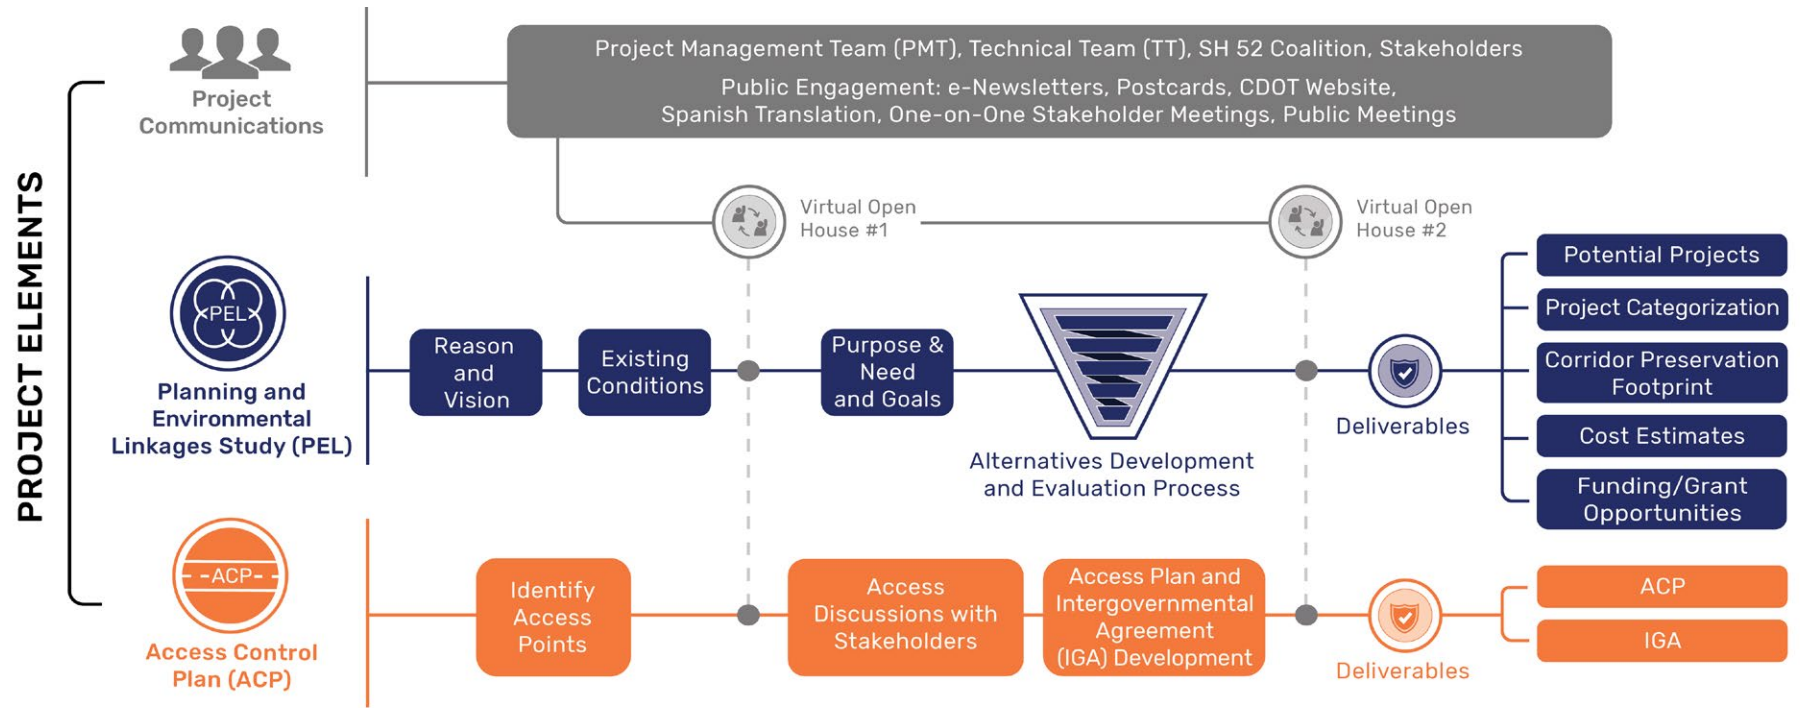 PROJECT ELEMENTS
Project
Communications
Project Management Team (PMT), Technical Team (TT), SH 52 Coalition, Stakeholders
Public Engagement: e-Newsletters, Postcards, CDOT Website,
Spanish Translation, One-on-One Stakeholder Meetings, Public Meetings
Virtual Open
House #1
Virtual Open
House #2
PEL
Planning and
Environmental
Linkages Study (PEL)
Reason
and
Vision
Existing
Conditions
Purpose &
Need
and Goals
Alternatives Development
and Evaluation Process
Deliverables
Potential Projects
Project Categorization
Corridor Preservation
Footprint
Cost Estimates
Funding/Grant
Opportunities
ACP
Access Control
Plan (ACP)
Identify
Access
Points
Access
Discussions with
Stakeholders
Access Plan and
Intergovernmental
Agreement
(IGA) Development
Deliverables
ACP
IGA